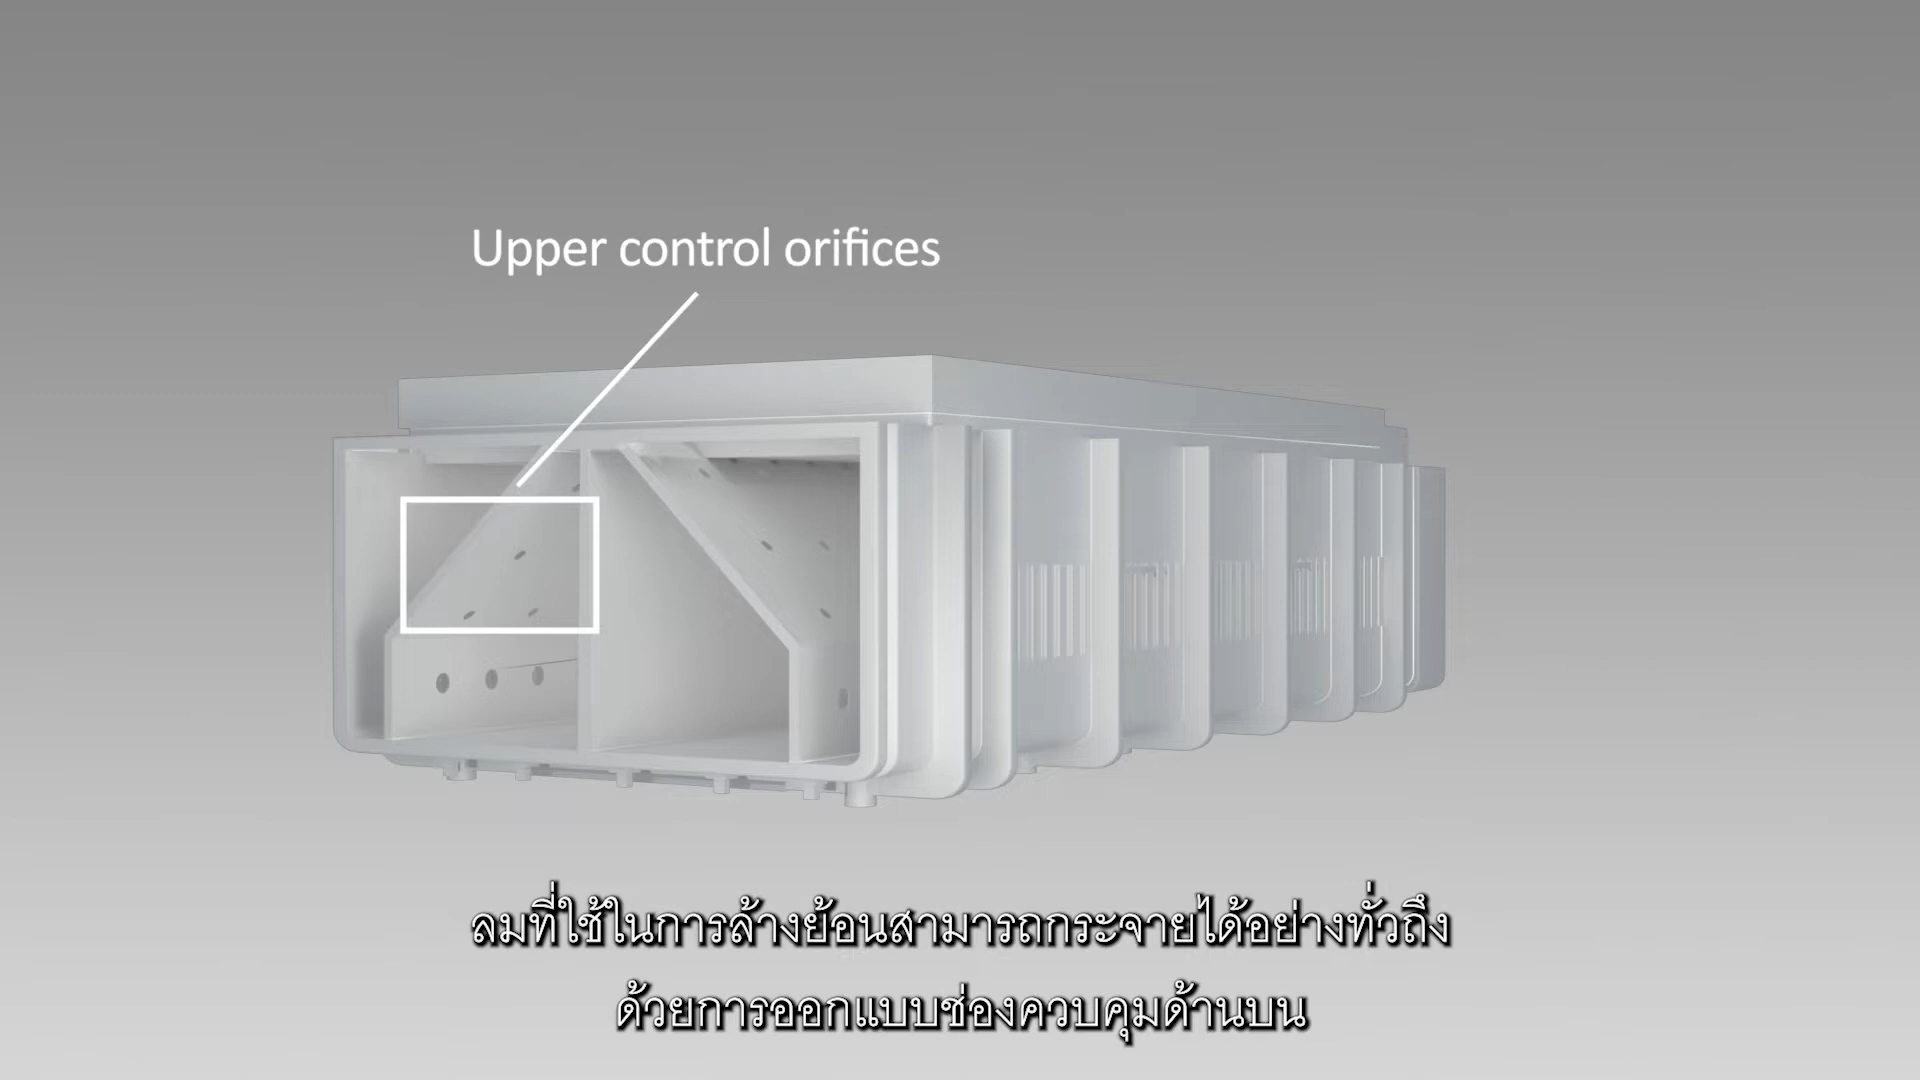 Upper control orifices
ลมที่ใช้ในการล้างย้อนสามารถกระจายได้อย่างทั่วถึง
ด้วยการออกแบบช่องควบคุมด้านบน